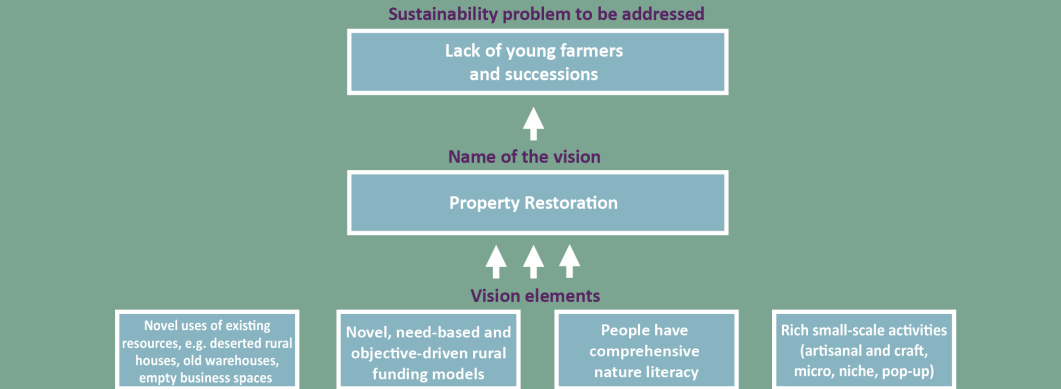 Sustainability problem to be addressed
Lack of young farmers
and successions
Name of the vision
Property Restoration
Vision elements
Novel uses of existing
resources, e.g. deserted rural
houses, old warehouses,
empty business spaces
Novel, need-based and
objective-driven rural
funding models
People have
comprehensive
nature literacy
Rich small-scale activities
(artisanal and craft,
micro, niche, pop-up)